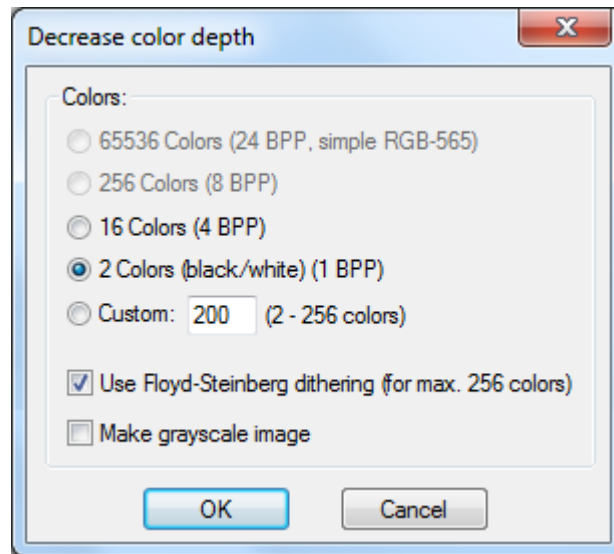 Decrease color depth
Colors:
65536 Colors (24 BPP, simple RGB-565)
256 Colors (8 BPP)
16 Colors (4 BPP)
2 Colors (black/white) (1 BPP)
Custom: 200 (2 - 256 colors)
Use Floyd-Steinberg dithering (for max. 256 colors)
Make grayscale image
OK Cancel